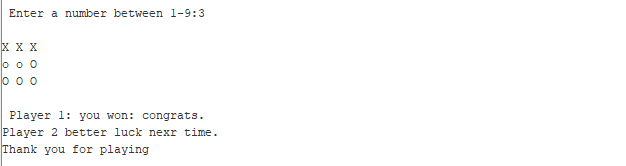 Enter a number between 1-9:3
X X X
o o O
O O O
Player 1: you won: congrats.
Player 2 better luck nexr time.
Thank you for playing